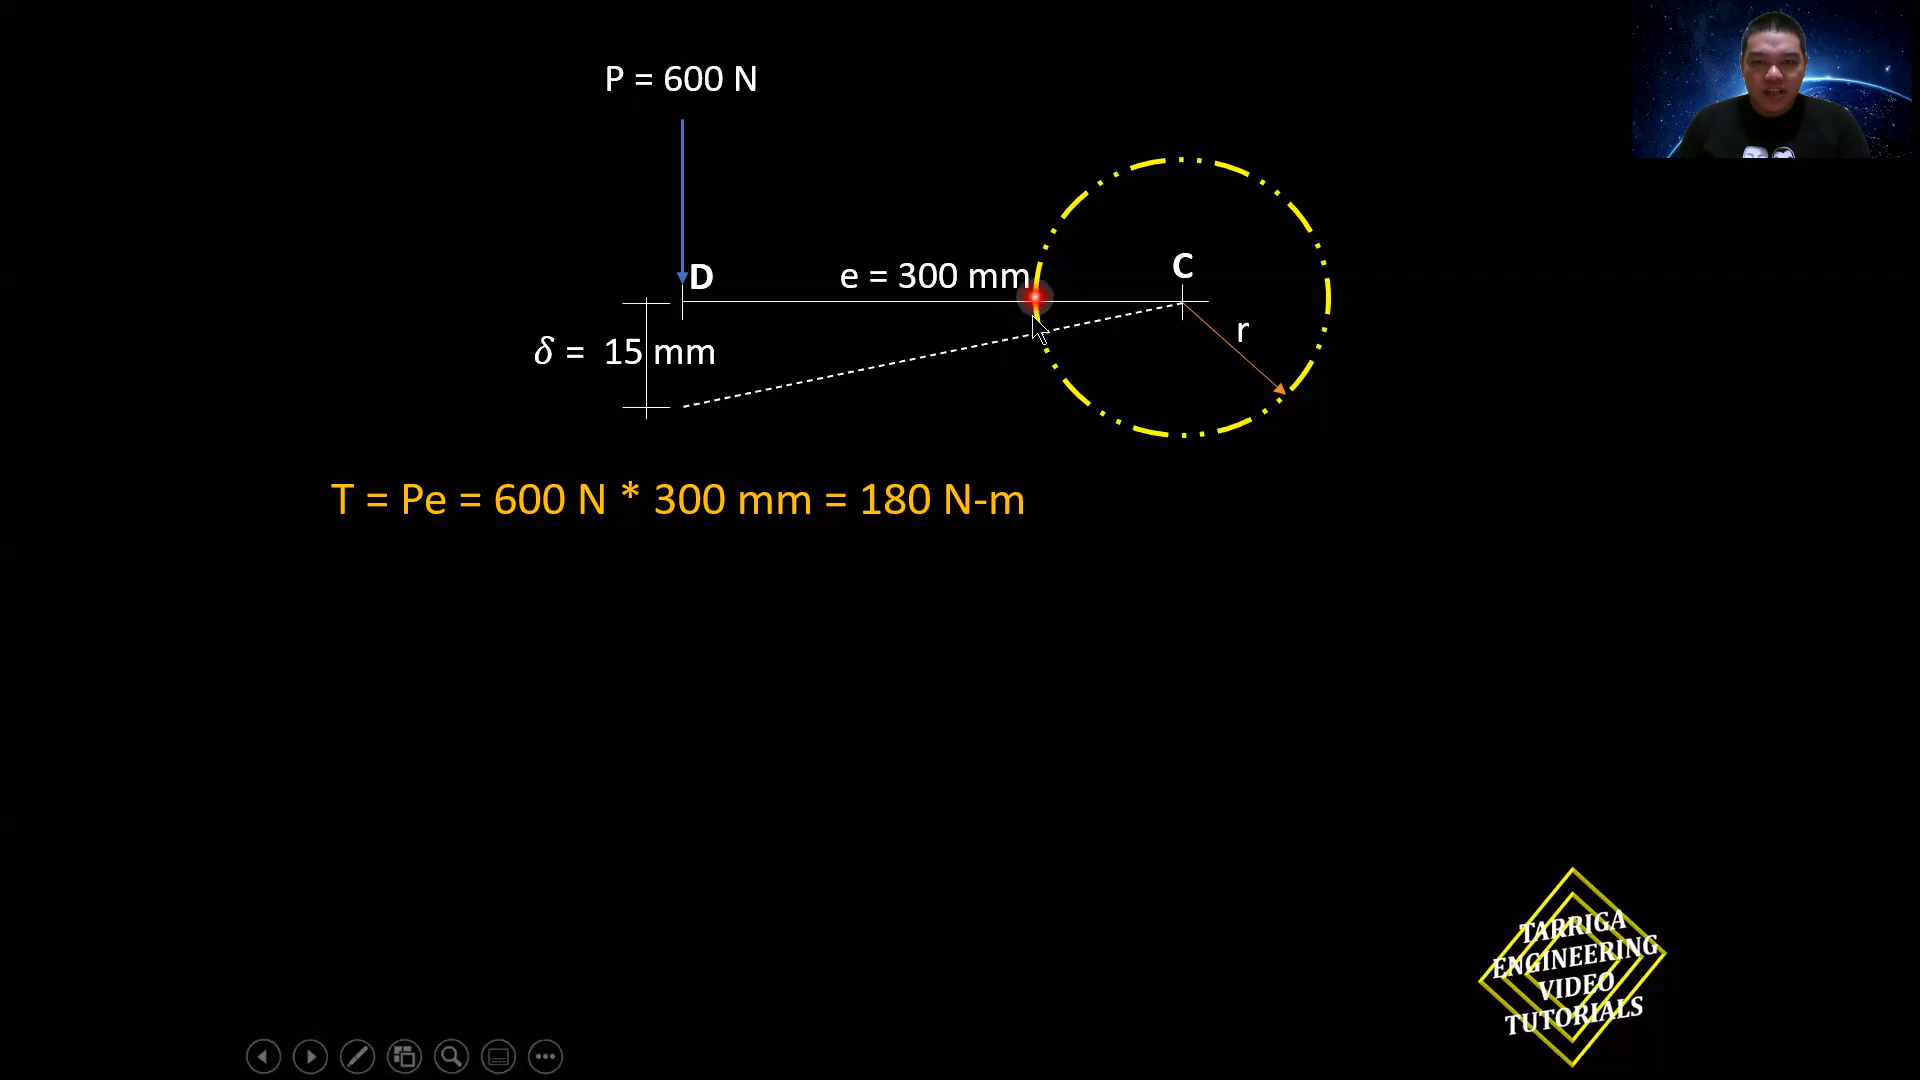 P = 600 N
D
e = 300 mm
C
r
δ = 15 mm
T = Pe = 600 N * 300 mm = 180 N-m
TARRIGA
ENGINEERING
VIDEO
TUTORIALS